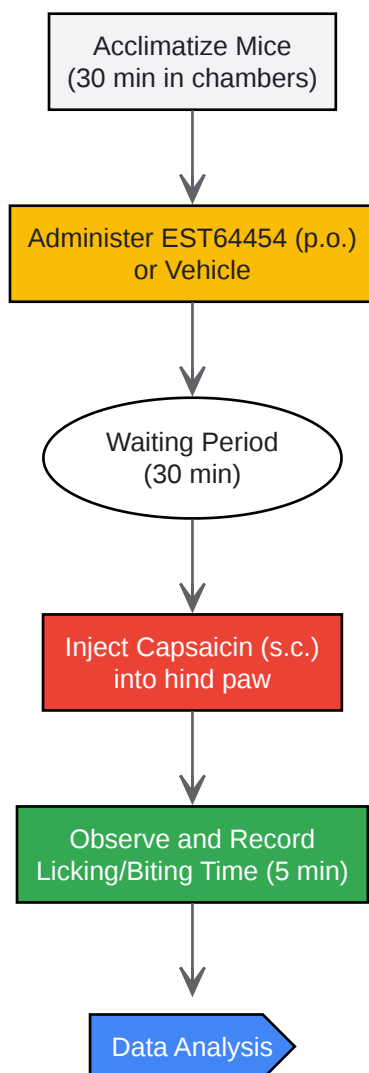 Acclimatize Mice
(30 min in chambers)
Administer EST64454 (p.o.)
or Vehicle
Waiting Period
(30 min)
Inject Capsaicin (s.c.)
into hind paw
Observe and Record
Licking/Biting Time (5 min)
Data Analysis